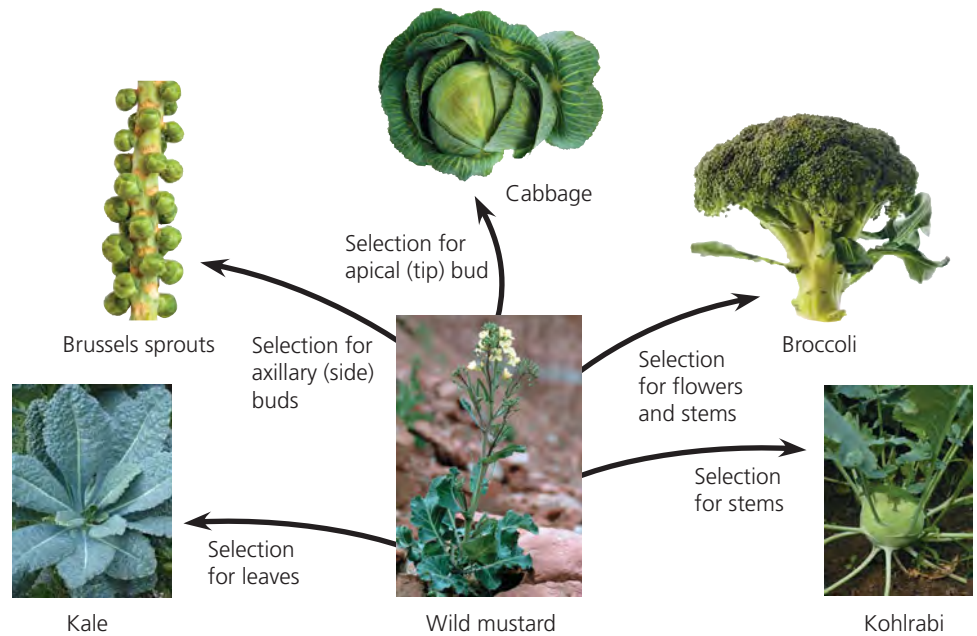 Cabbage
Selection for
apical (tip) bud
Brussels sprouts
Selection for
axillary (side)
buds
Broccoli
Selection
for flowers
and stems
Selection
for stems
Selection
for leaves
Kale
Wild mustard
Kohlrabi